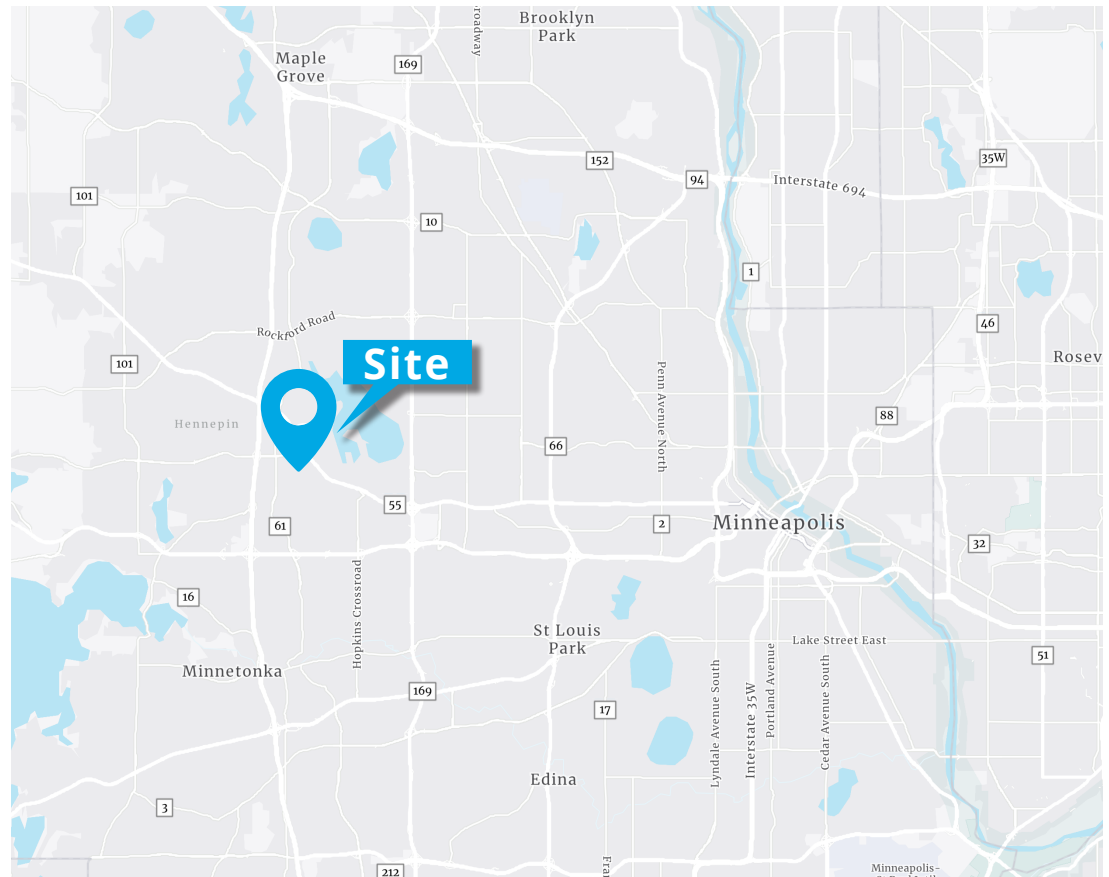 Brooklyn
Park
roadway
Maple
Grove
169
152
35W
94
Interstate 694
101
10
1
Rockford Road
46
Rosev
101
Site
Penn Avenue North
88
Hennepin
66
55
61
2
Minneapolis
32
Hopkins Crossroad
16
St Louis
Park
Lake Street East
51
Minnetonka
169
17
Lyndale Avenue South
Interstate 35W
Portland Avenue
Cedar Avenue South
Edina
3
212
Fra
Minneapolis-